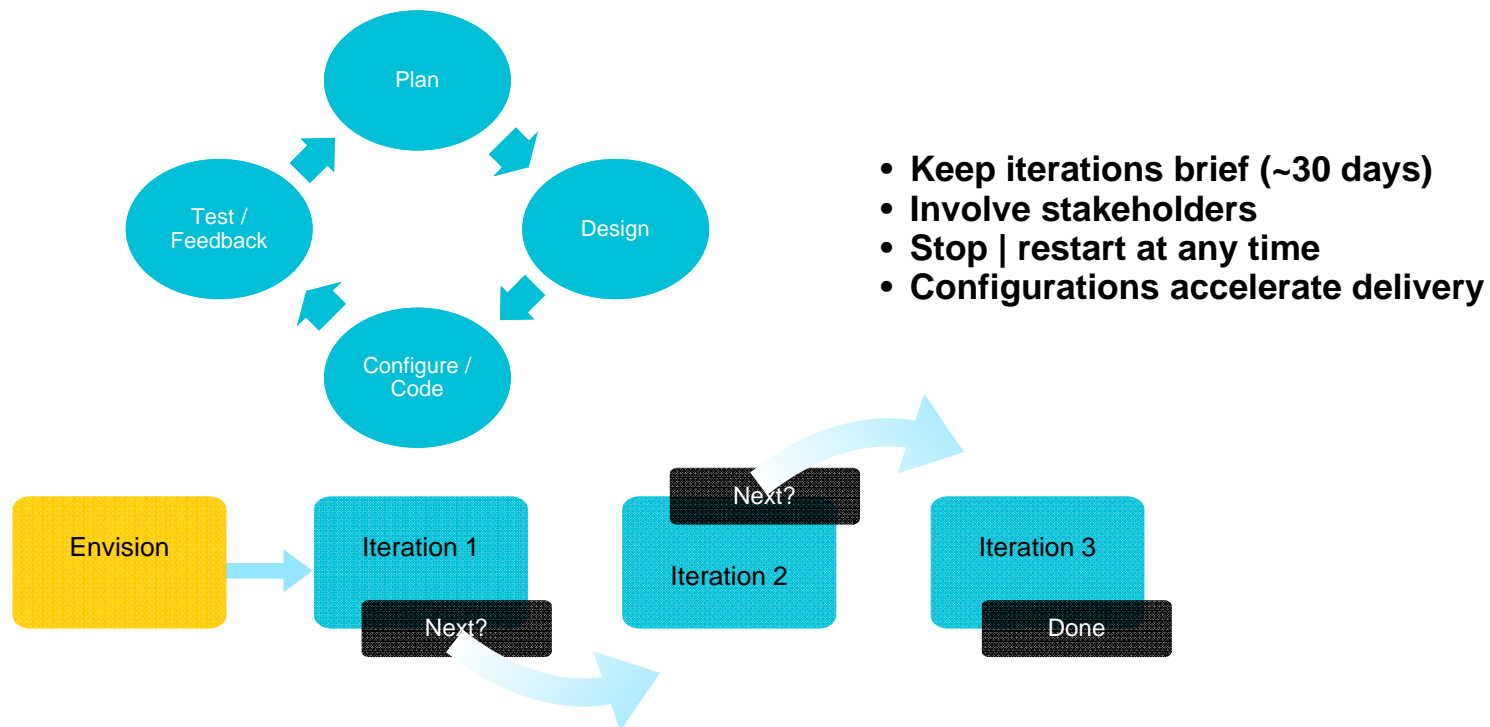 Plan
Test /
Feedback
Design
Configure /
Code
• Keep iterations brief (~30 days)
• Involve stakeholders
• Stop | restart at any time
• Configurations accelerate delivery
Envision
Iteration 1
Next?
Next?
Iteration 2
Iteration 3
Done